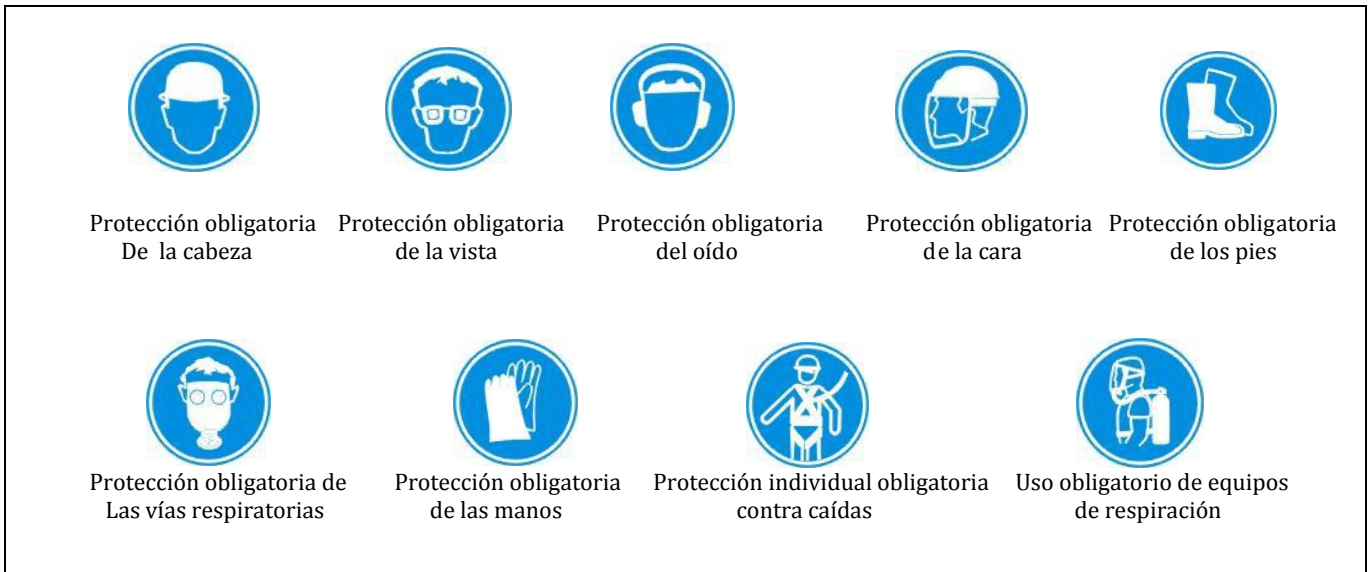 Protección obligatoria
De la cabeza
Protección obligatoria
de la vista
Protección obligatoria
del oído
Protección obligatoria
de la cara
Protección obligatoria
de los pies
Protección obligatoria de
Las vías respiratorias
Protección obligatoria
de las manos
Protección individual obligatoria
contra caídas
Uso obligatorio de equipos
de respiración